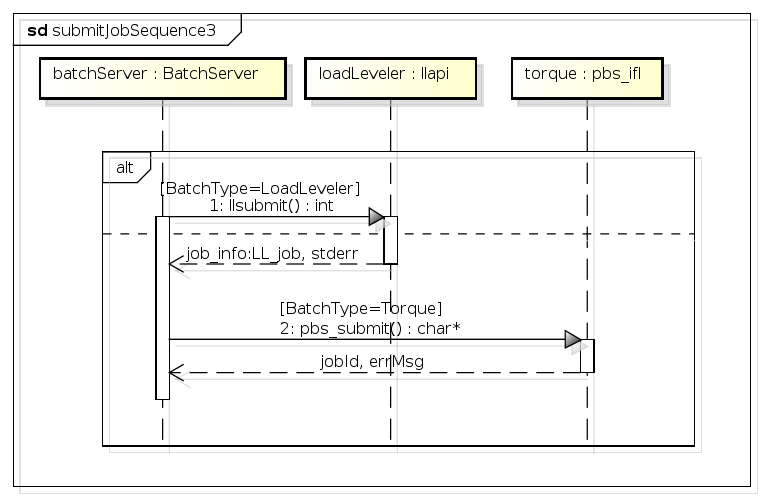 sd submitJobSequence3
batchServer : BatchServer
loadLeveler : llapi
torque : pbs_ifl
alt
[BatchType=LoadLeveler]
1: llsubmit() : int
job_info:LL_job, stderr
[BatchType=Torque]
2: pbs_submit() : char*
jobId, errMsg